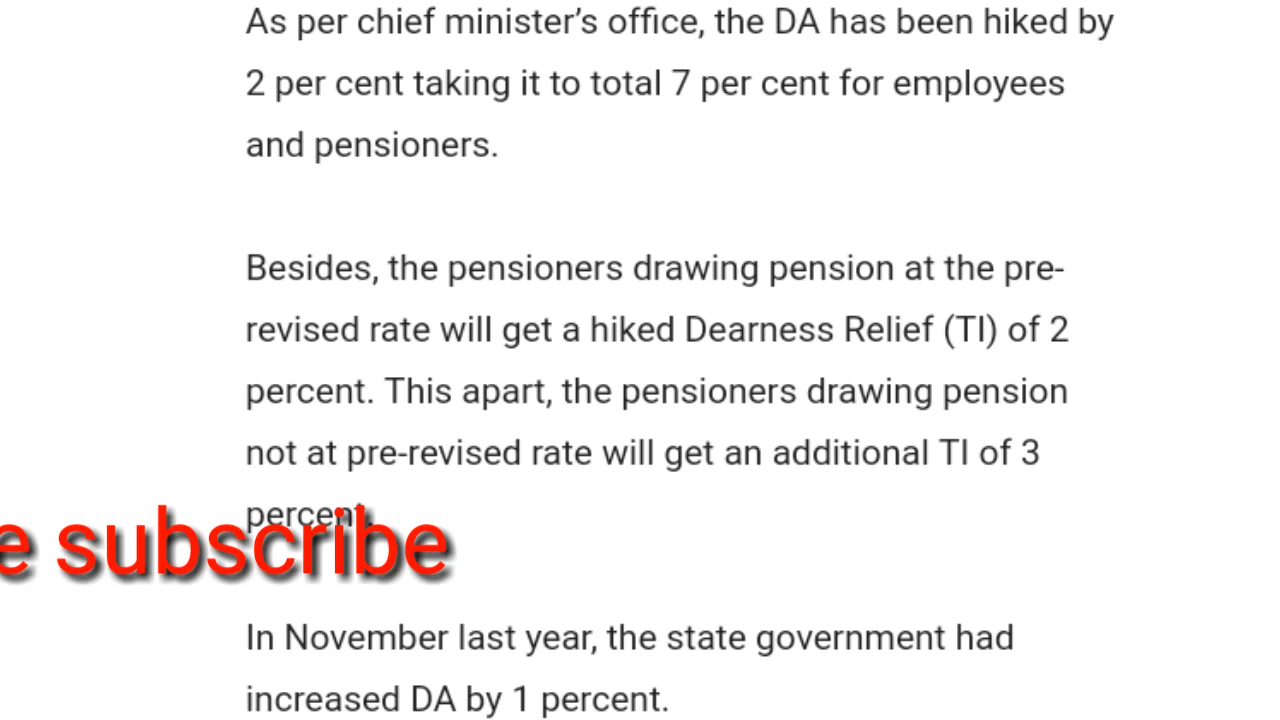 As per chief minister’s office, the DA has been hiked by
2 per cent taking it to total 7 per cent for employees
and pensioners.
Besides, the pensioners drawing pension at the pre-
revised rate will get a hiked Dearness Relief (TI) of 2
percent. This apart, the pensioners drawing pension
not at pre-revised rate will get an additional TI of 3
percent.
e subscribe
In November last year, the state government had
increased DA by 1 percent.